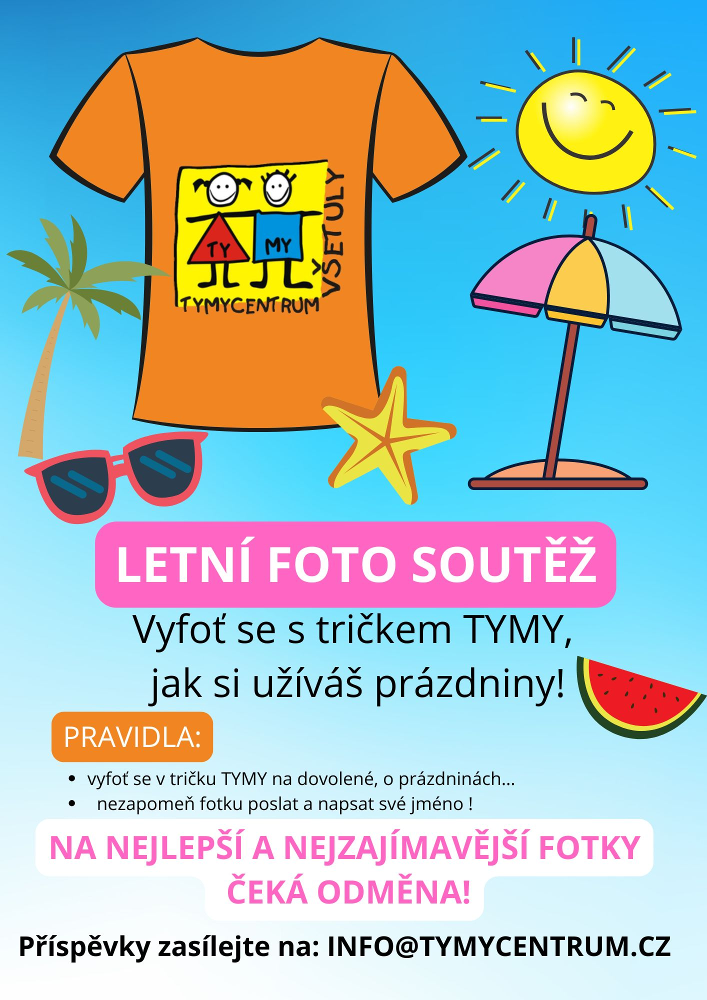 TY
MY
VŠETULY
TYMYCENTRUM
LETNÍ FOTO SOUTĚŽ
Vyfoť se s tričkem TYMY,
jak si užíváš prázdniny!
PRAVIDLA:
vyfoť se v tričku TYMY na dovolené, o prázdninách...
nezapomeň fotku poslat a napsat své jméno !
NA NEJLEPŠÍ A NEJZAJÍMAVĚJŠÍ FOTKY
ČEKÁ ODMĚNA!
Příspěvky zasílejte na: INFO@TYMYCENTRUM.CZ